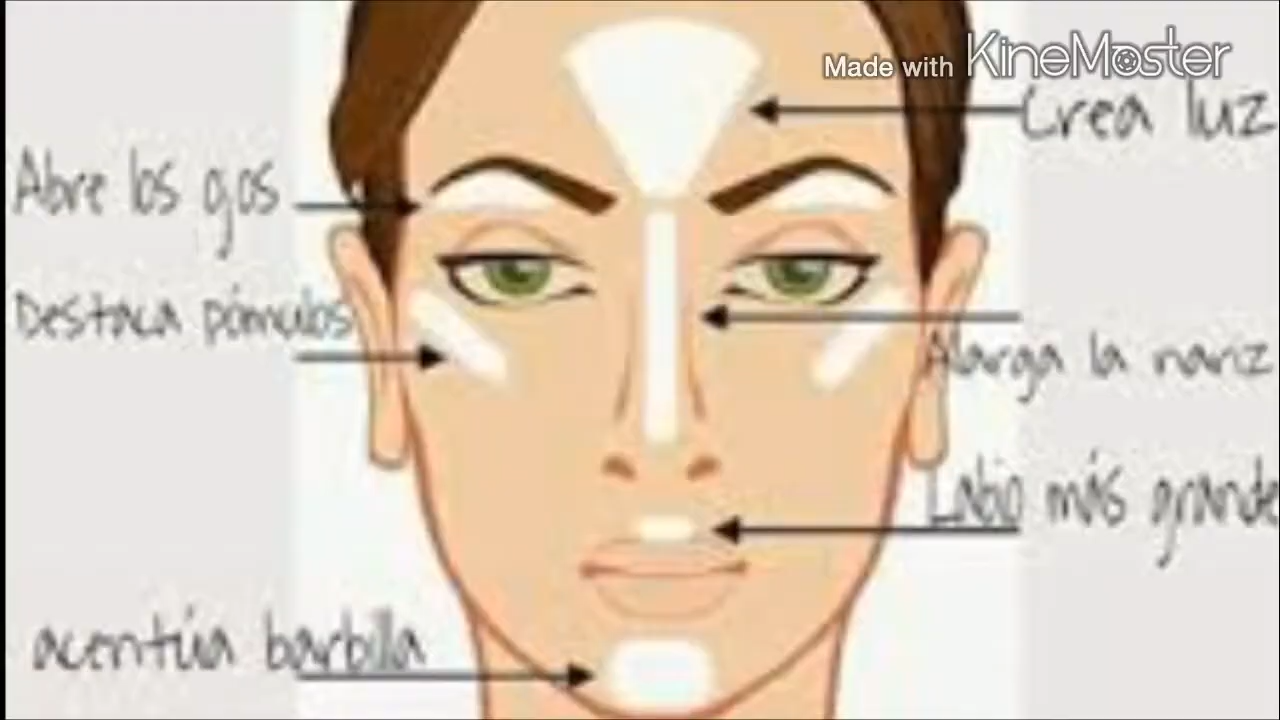 Made with KineMaster
Crea luz
Abre los ojos
Destaca pómulos
Alarga la nariz
Labio más grande
acentúa barbilla